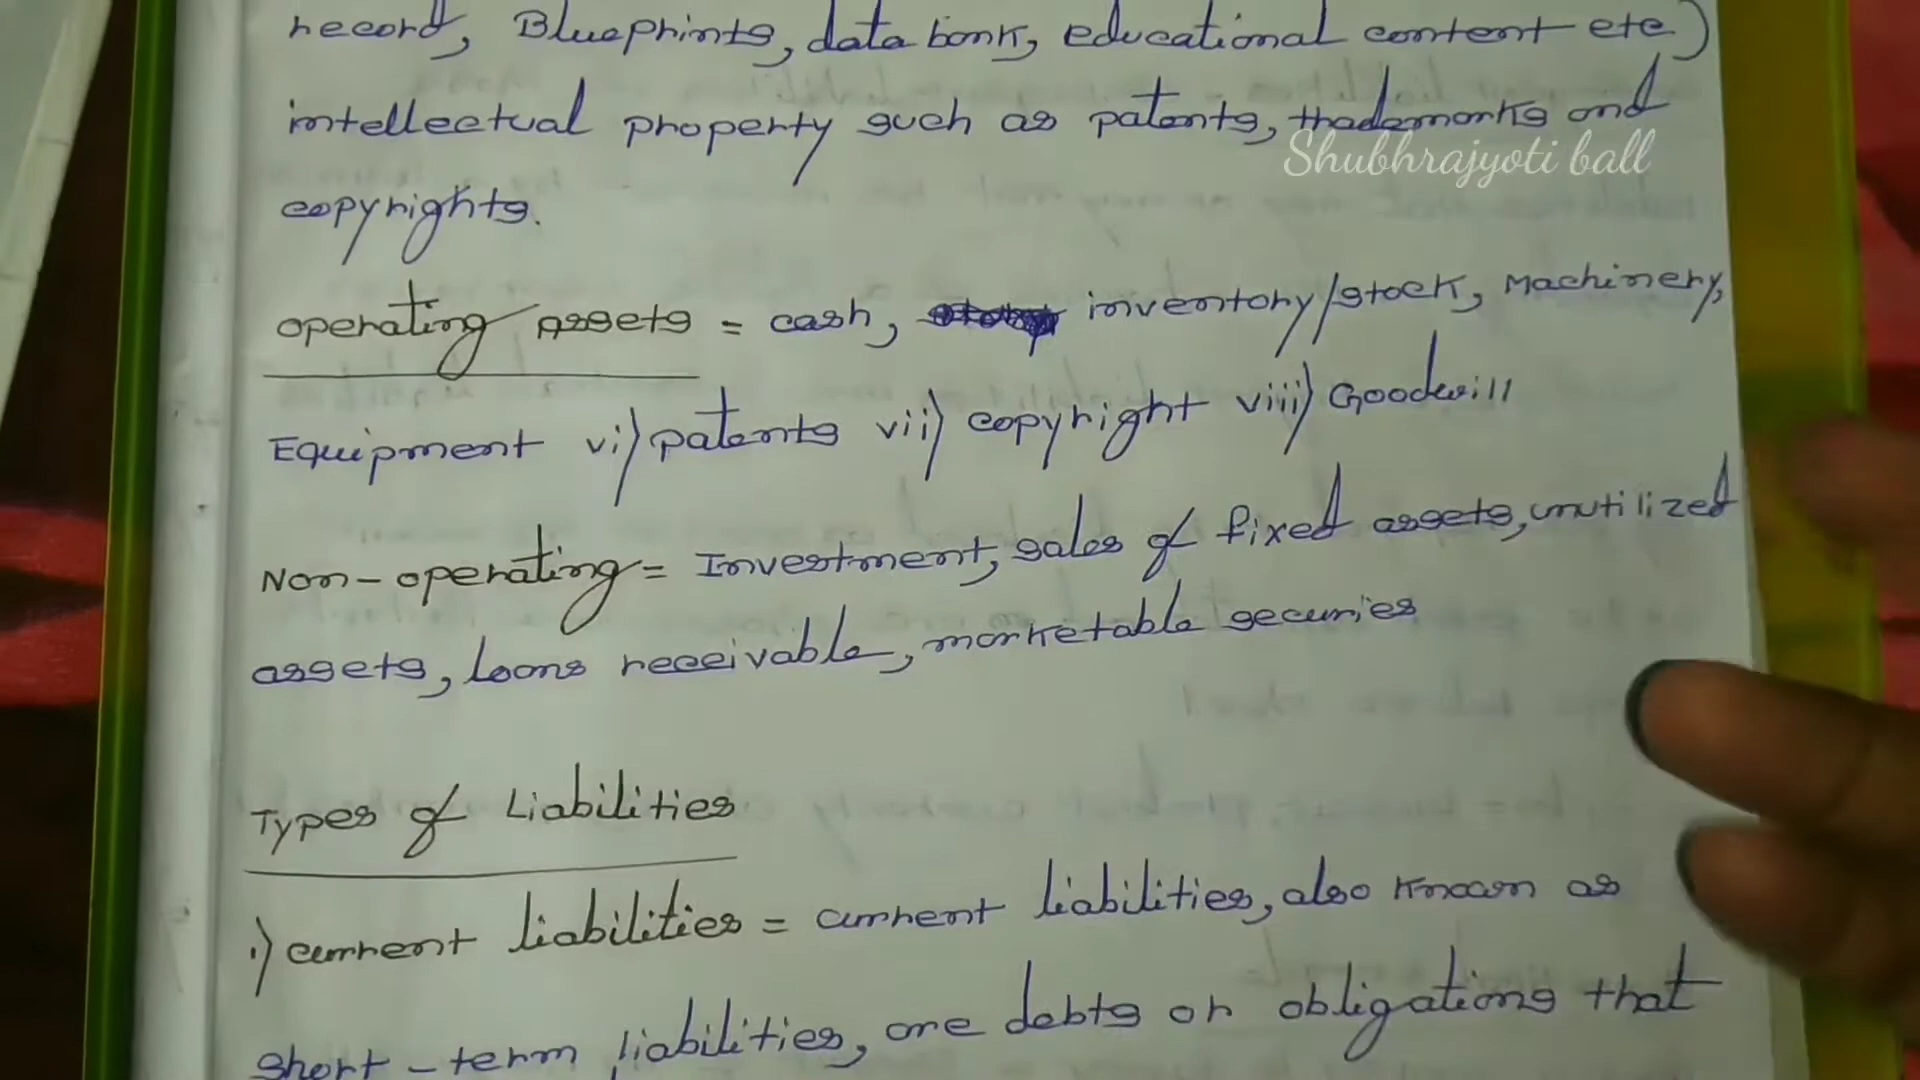 record, Blueprints, data bank, educational content etc)
intellectual property such as patents, trademarks and
Shubhrajyoti ball
copyrights.
operating Assets = cash, inventory/stock, Machinery,
Equipment vi) patents vii) copyright viii) Goodwill
Non-operating = Investment, sales of fixed assets, unutilized
assets, Loans receivable, marketable securies
Types of Liabilities
i) current liabilities = current liabilities, also known as
short-term liabilities, are debts or obligations that